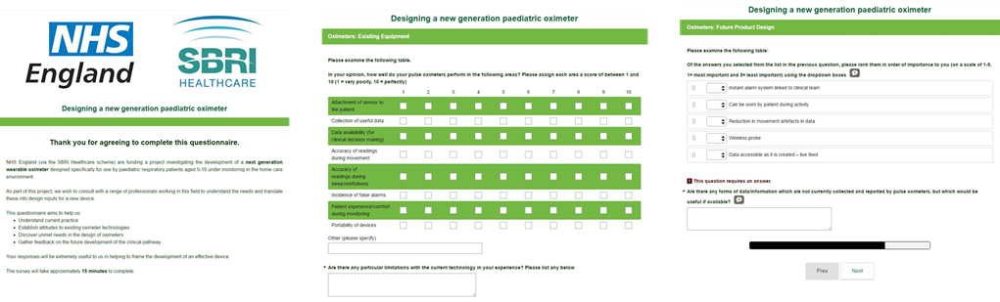 NHS
England
SBRI
HEALTHCARE
Designing a new generation paediatric oximeter
Thank you for agreeing to complete this questionnaire.
NHS England (via the SBRI Healthcare scheme) are funding a project investigating the development of a next generation
wearable oximeter designed specifically for use by paediatric respiratory patients aged 0-18 under monitoring in the home care
environment.
As part of this project, we wish to consult with a range of professionals working in this field to understand the needs and translate
these into design inputs for a new device.
This questionnaire aims to help us:
• Understand current practice
• Establish attitudes to existing oximeter technologies
• Discover unmet needs in the design of oximeters
• Gather feedback on the future development of the clinical pathway
Your responses will be extremely useful to us in helping to frame the development of an effective device.
The survey will take approximately 15 minutes to complete.
Designing a new generation paediatric oximeter
Oximeters: Existing Equipment
Please examine the following table.
In your opinion, how well do your pulse oximeters perform in the following areas? Please assign each area a score of between 1 and
10 (1 = very poorly, 10 = perfectly)
1 2 3 4 5 6 7 8 9 10
Attachment of sensor to
the patient
Collection of useful data
Data availability (for
clinical decision making)
Accuracy of readings
during movement
Accuracy of
readings during
sleep/restfulness
Incidence of false alarms
Patient experience/comfort
during monitoring
Portability of devices
Other (please specify)
* Are there any particular limitations with the current technology in your experience? Please list any below
Designing a new generation paediatric oximeter
Oximeters: Future Product Design
Please examine the following table:
Of the answers you selected from the list in the previous question, please rank them in order of importance to you (on a scale of 1-5,
1= most important and 5= least important) using the dropdown boxes
Instant alarm system linked to clinical team
Can be worn by patient during activity
Reduction in movement artefacts in data
Wireless probe
Data accessible as it is created – live feed
! This question requires an answer.
* Are there any forms of data/information which are not currently collected and reported by pulse oximeters, but which would be
useful if available?
Prev Next